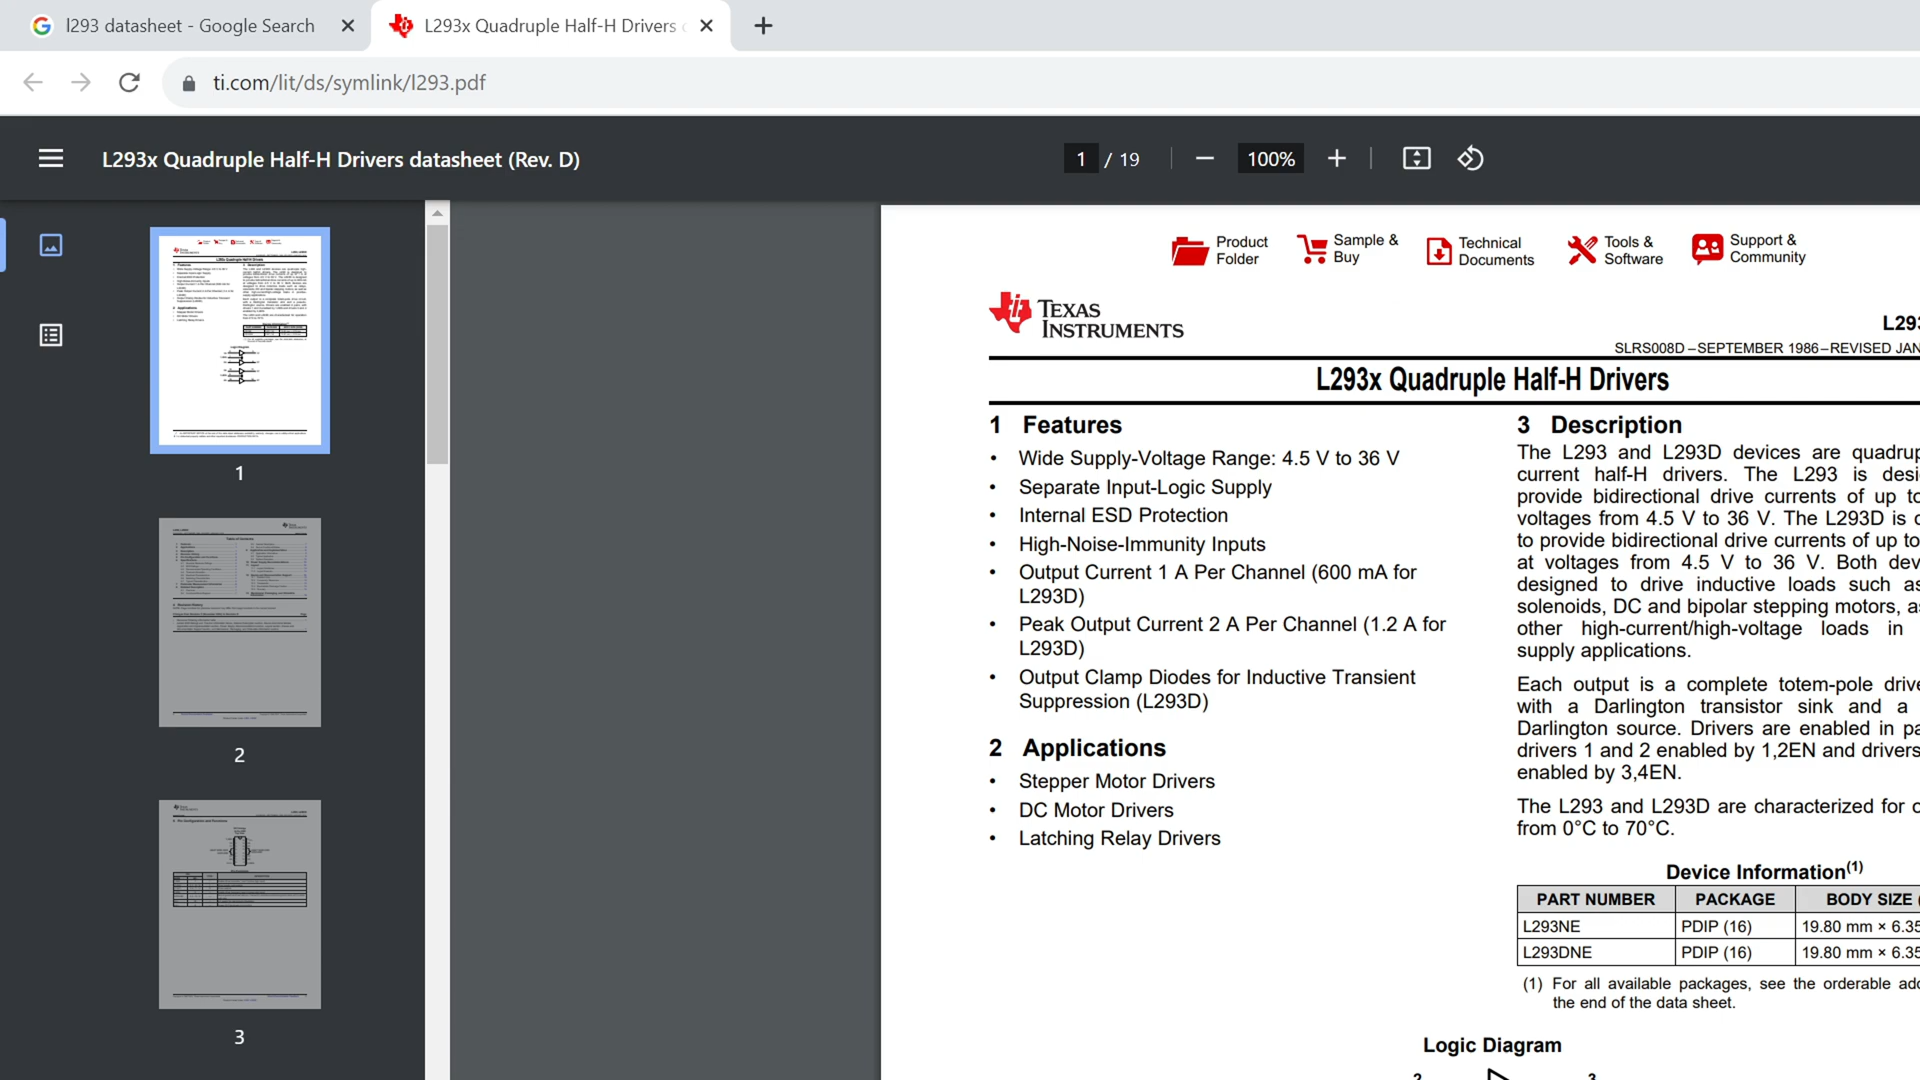 l293 datasheet - Google Search
L293x Quadruple Half-H Drivers
ti.com/lit/ds/symlink/l293.pdf
L293x Quadruple Half-H Drivers datasheet (Rev. D)
1 / 19
100%
1
2
3
Product
Folder
Sample &
Buy
Technical
Documents
Tools &
Software
Support &
Community
TEXAS
INSTRUMENTS
L293
SLRS008D –SEPTEMBER 1986–REVISED JAN
L293x Quadruple Half-H Drivers
1 Features
• Wide Supply-Voltage Range: 4.5 V to 36 V
• Separate Input-Logic Supply
• Internal ESD Protection
• High-Noise-Immunity Inputs
• Output Current 1 A Per Channel (600 mA for
L293D)
• Peak Output Current 2 A Per Channel (1.2 A for
L293D)
• Output Clamp Diodes for Inductive Transient
Suppression (L293D)
2 Applications
• Stepper Motor Drivers
• DC Motor Drivers
• Latching Relay Drivers
3 Description
The L293 and L293D devices are quadrup
current half-H drivers. The L293 is desi
provide bidirectional drive currents of up to
voltages from 4.5 V to 36 V. The L293D is
to provide bidirectional drive currents of up to
at voltages from 4.5 V to 36 V. Both dev
designed to drive inductive loads such as
solenoids, DC and bipolar stepping motors, as
other high-current/high-voltage loads in
supply applications.
Each output is a complete totem-pole drive
with a Darlington transistor sink and a
Darlington source. Drivers are enabled in pa
drivers 1 and 2 enabled by 1,2EN and drivers
enabled by 3,4EN.
The L293 and L293D are characterized for o
from 0°C to 70°C.
Device Information(1)
PART NUMBER PACKAGE BODY SIZE (
L293NE PDIP (16) 19.80 mm × 6.35
L293DNE PDIP (16) 19.80 mm × 6.35
(1) For all available packages, see the orderable add
the end of the data sheet.
Logic Diagram
2 3